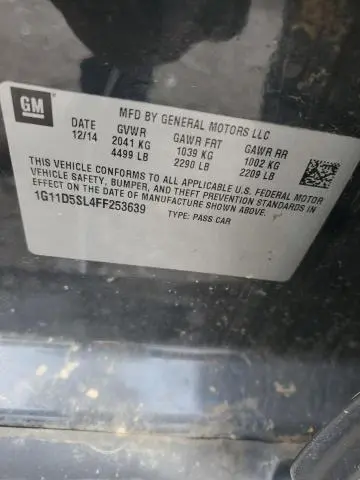 GM
MFD BY GENERAL MOTORS LLC
DATE GVWR GAWR FRT GAWR RR
12/14 2041 KG 1039 KG 1002 KG
4499 LB 2290 LB 2209 LB
THIS VEHICLE CONFORMS TO ALL APPLICABLE U.S. FEDERAL MOTOR
VEHICLE SAFETY, BUMPER, AND THEFT PREVENTION STANDARDS IN
EFFECT ON THE DATE OF MANUFACTURE SHOWN ABOVE.
1G11D5SL4FF253639 TYPE: PASS CAR